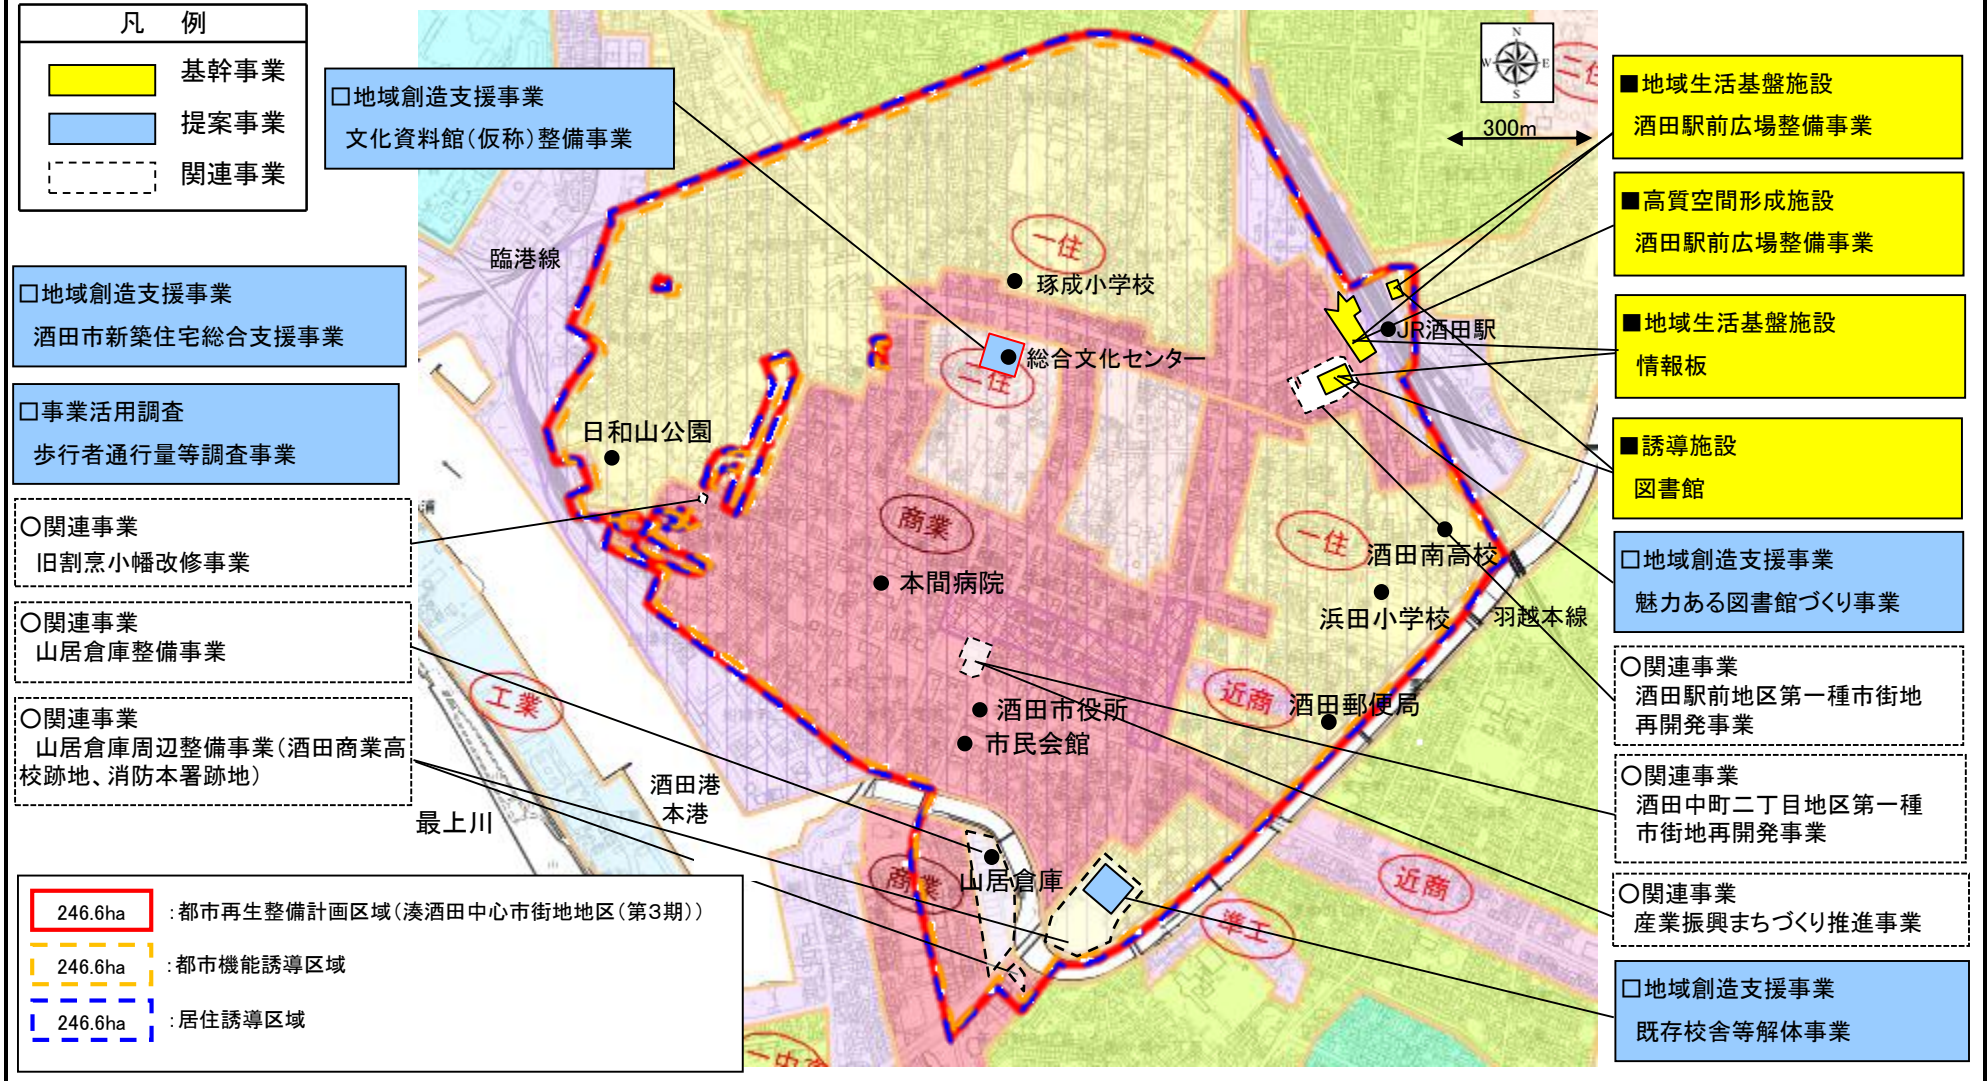 凡　例
基幹事業
提案事業
関連事業
□地域創造支援事業
文化資料館(仮称)整備事業
□地域創造支援事業
酒田市新築住宅総合支援事業
□事業活用調査
歩行者通行量等調査事業
○関連事業
旧割烹小幡改修事業
○関連事業
山居倉庫整備事業
○関連事業
山居倉庫周辺整備事業(酒田商業高
校跡地、消防本署跡地)
246.6ha
:都市再生整備計画区域(湊酒田中心市街地地区(第3期))
246.6ha
:都市機能誘導区域
246.6ha
:居住誘導区域
N
W
E
S
300m
臨港線
一住
琢成小学校
総合文化センター
二住
JR酒田駅
日和山公園
商業
本間病院
一住
酒田南高校
浜田小学校
羽越本線
工業
近商
酒田郵便局
酒田市役所
市民会館
酒田港
本港
最上川
山居倉庫
商業
近商
準工
二住
■地域生活基盤施設
酒田駅前広場整備事業
■高質空間形成施設
酒田駅前広場整備事業
■地域生活基盤施設
情報板
■誘導施設
図書館
□地域創造支援事業
魅力ある図書館づくり事業
○関連事業
酒田駅前地区第一種市街地
再開発事業
○関連事業
酒田中町二丁目地区第一種
市街地再開発事業
○関連事業
産業振興まちづくり推進事業
□地域創造支援事業
既存校舎等解体事業